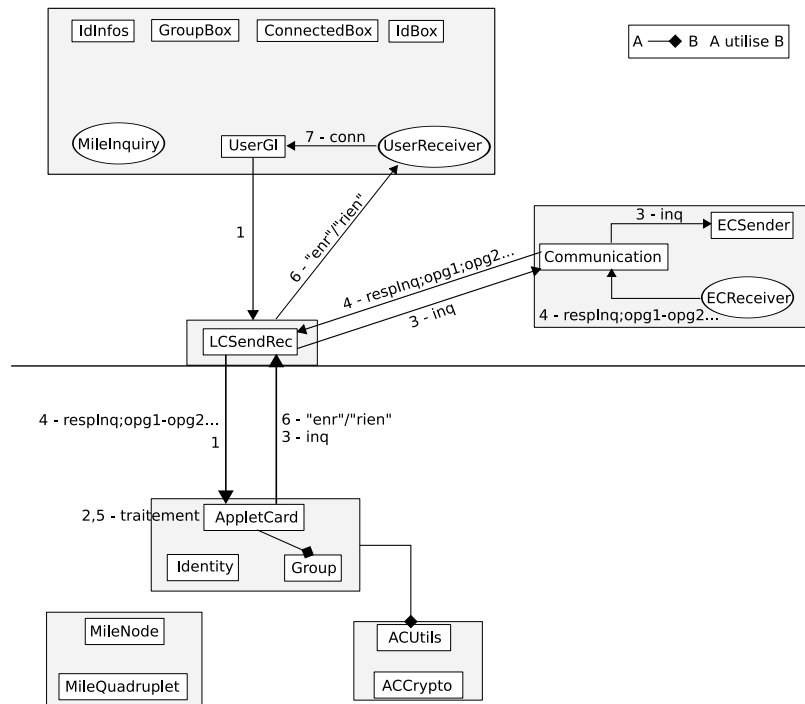 IdInfos
GroupBox
ConnectedBox
IdBox
A B A utilise B
MileInquiry
UserGI
7 - conn
UserReceiver
1
6 - "enr"/"rien"
3 - inq
ECSender
Communication
4 - respInq;opg1;opg2...
3 - inq
ECReceiver
4 - respInq;opg1-opg2...
LCSendRec
4 - respInq;opg1-opg2...
1
6 - "enr"/"rien"
3 - inq
2,5 - traitement
AppletCard
Identity
Group
MileNode
MileQuadruplet
ACUtils
ACCrypto